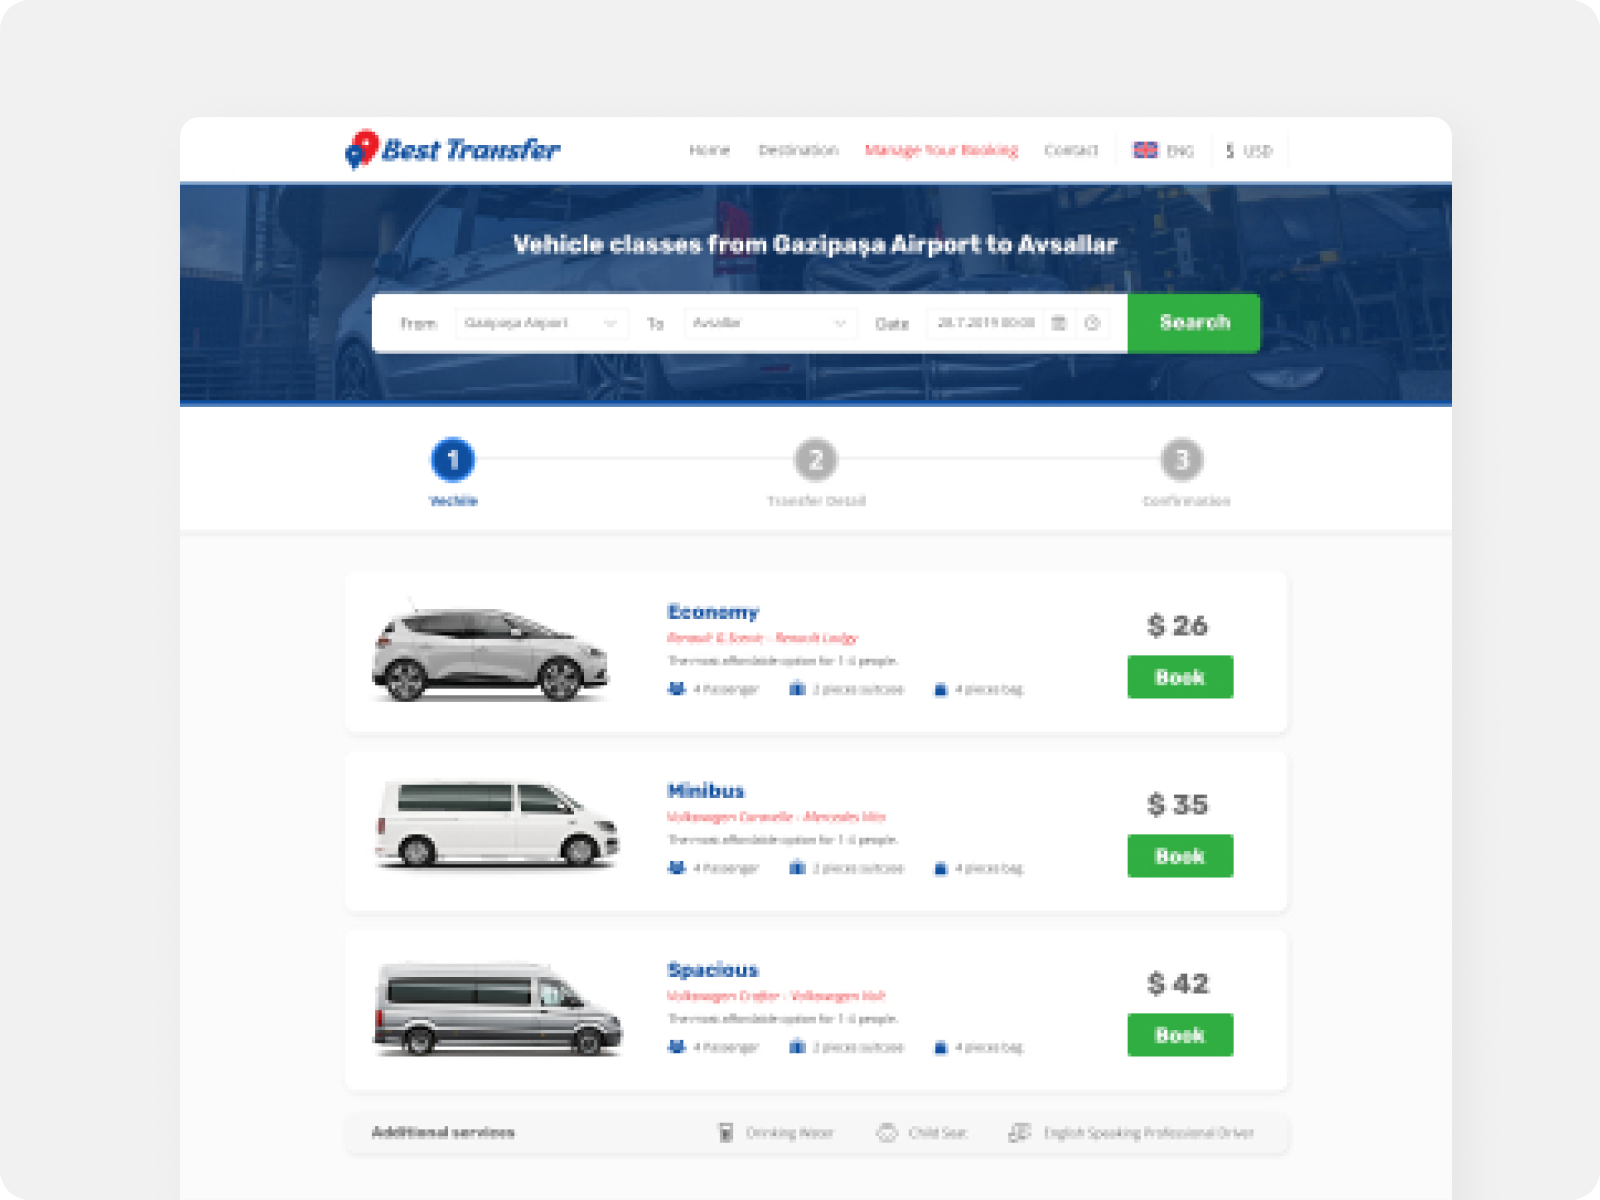 Best Transfer
Home Destination Manage Your Booking Contact ENG $ USD
Vehicle classes from Gazipaşa Airport to Avsallar
From Gazipaşa Airport To Avsallar Date 28.7.2019 00:00 Search
1 2 3
Vechile Transfer Detail Confirmation
Economy
Renault G.Scenic - Renault Lodgy
The most affordable option for 1-4 people.
4 Passenger 2 pieces suitcase 4 pieces bag
$ 26
Book
Minibus
Volkswagen Caravelle - Mercedes Vito
The most affordable option for 1-4 people.
4 Passenger 2 pieces suitcase 4 pieces bag
$ 35
Book
Spacious
Volkswagen Crafter - Volkswagen Volt
The most affordable option for 1-4 people.
4 Passenger 2 pieces suitcase 4 pieces bag
$ 42
Book
Additional services Drinking Water Child Seat English Speaking Professional Driver